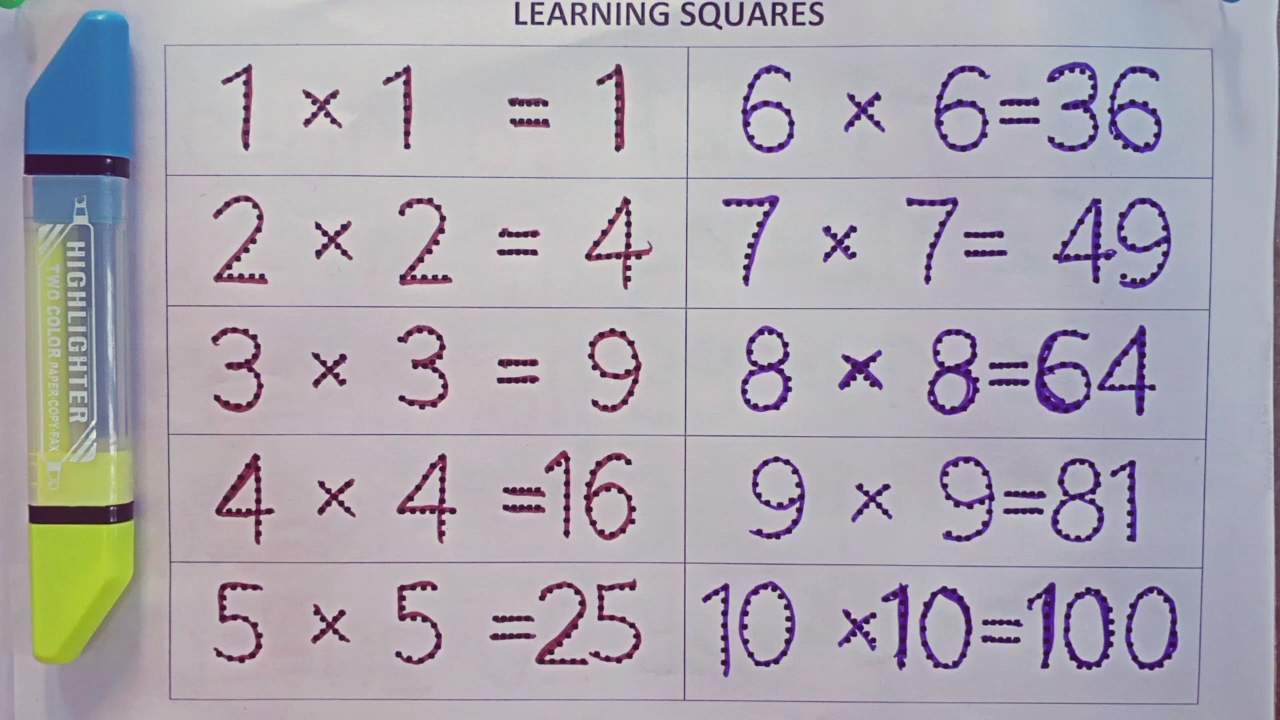 LEARNING SQUARES
1 × 1 = 1
6 × 6=36
2 × 2 = 4
7 × 7= 49
3 × 3 = 9
8 × 8=64
4 × 4 =16
9 × 9=81
5 × 5 =25
10 ×10=100
HIGHLIGHTER
TWO COLOR PAPER·COPY·FAX